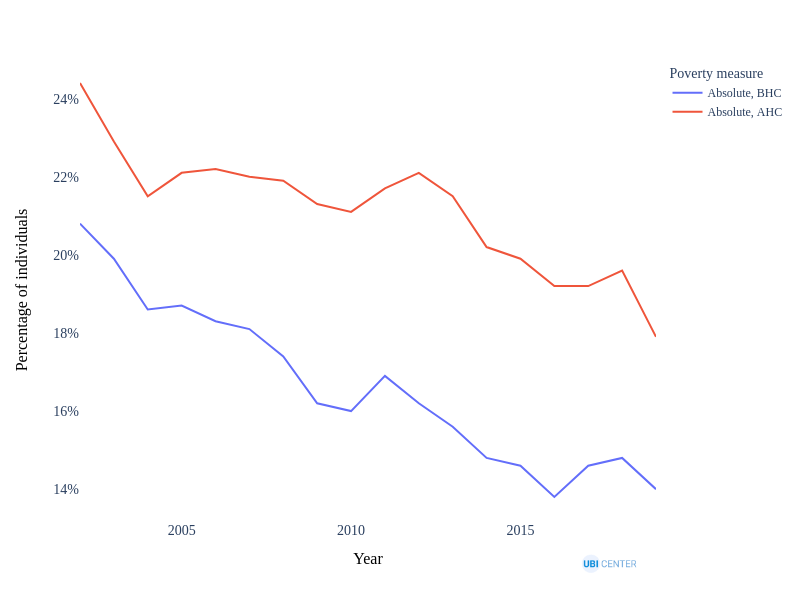 Poverty measure
Absolute, BHC
Absolute, AHC
24%
22%
20%
18%
16%
14%
Percentage of individuals
2005
2010
2015
Year
UBI CENTER